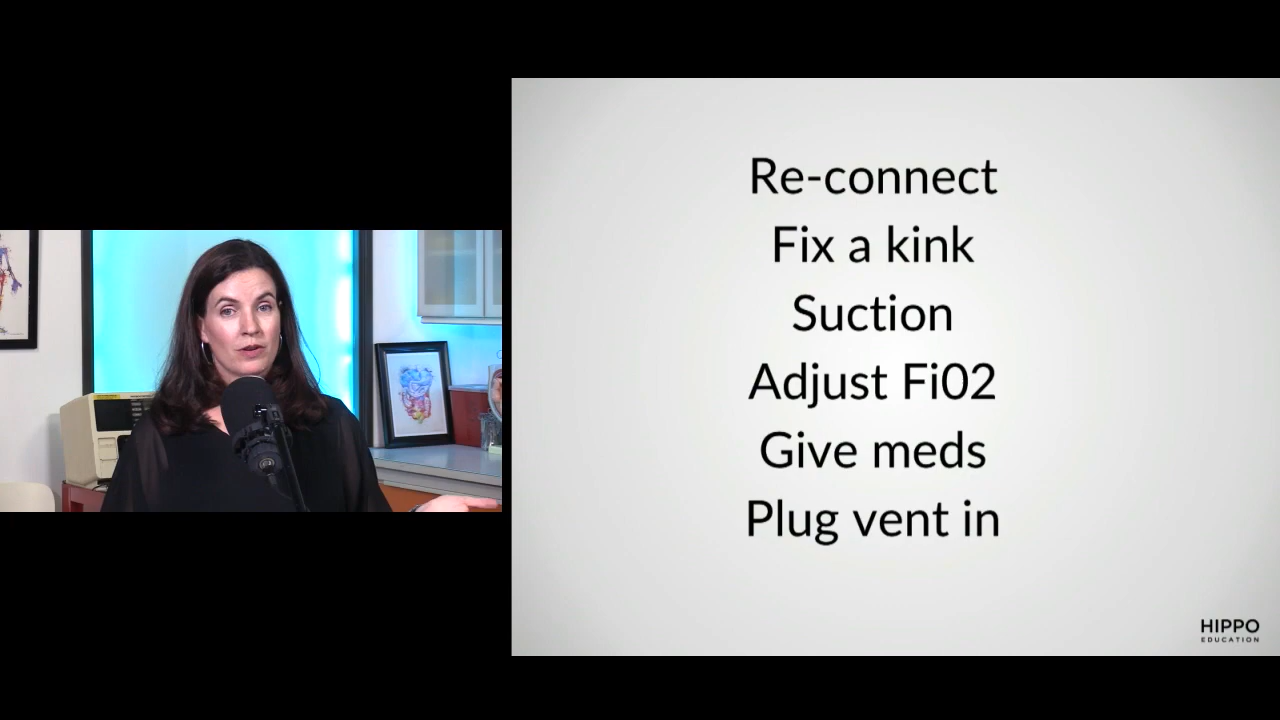 Re-connect
Fix a kink
Suction
Adjust Fi02
Give meds
Plug vent in
HIPPO
EDUCATION